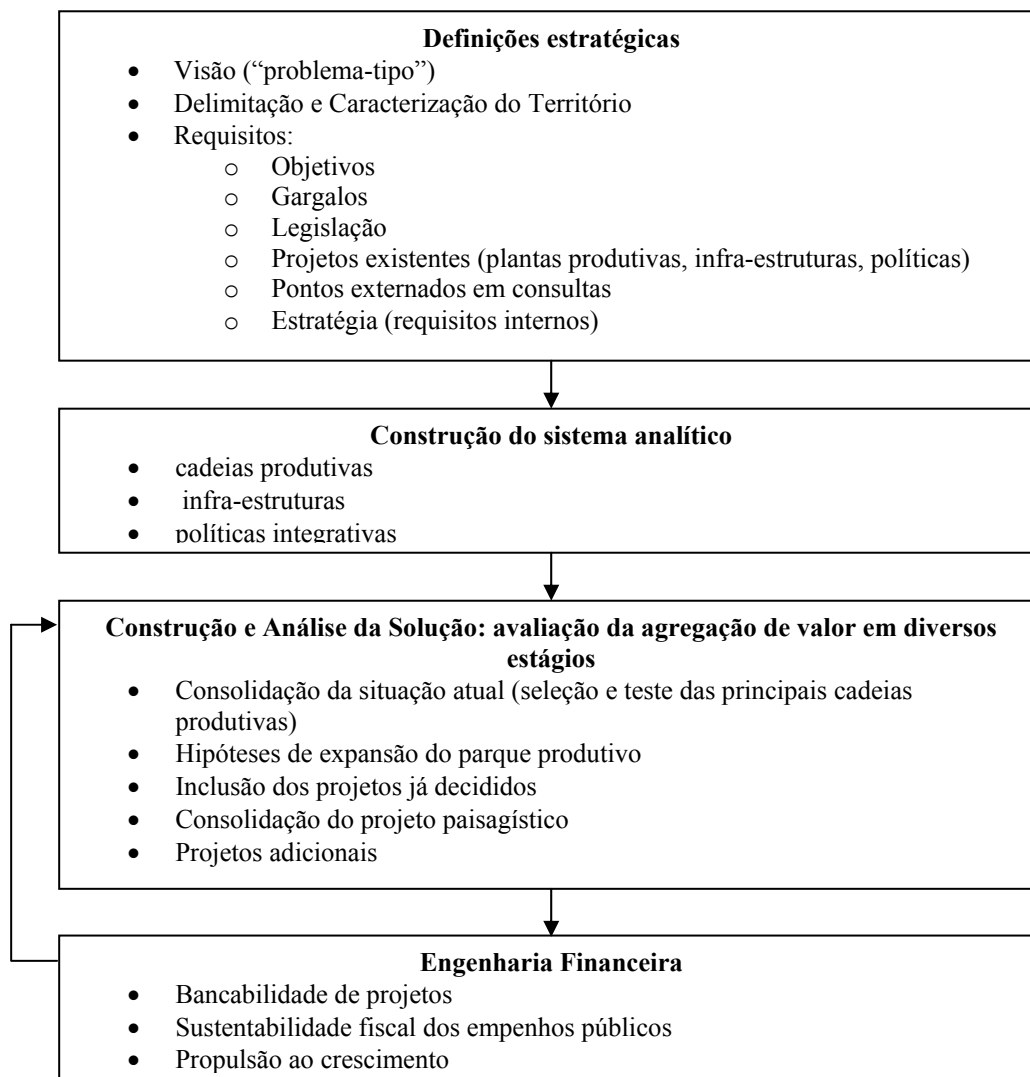 Definições estratégicas
• Visão (“problema-tipo”)
• Delimitação e Caracterização do Território
• Requisitos:
o Objetivos
o Gargalos
o Legislação
o Projetos existentes (plantas produtivas, infra-estruturas, políticas)
o Pontos externados em consultas
o Estratégia (requisitos internos)
Construção do sistema analítico
• cadeias produtivas
• infra-estruturas
• políticas integrativas
Construção e Análise da Solução: avaliação da agregação de valor em diversos
estágios
• Consolidação da situação atual (seleção e teste das principais cadeias
produtivas)
• Hipóteses de expansão do parque produtivo
• Inclusão dos projetos já decididos
• Consolidação do projeto paisagístico
• Projetos adicionais
Engenharia Financeira
• Bancabilidade de projetos
• Sustentabilidade fiscal dos empenhos públicos
• Propulsão ao crescimento